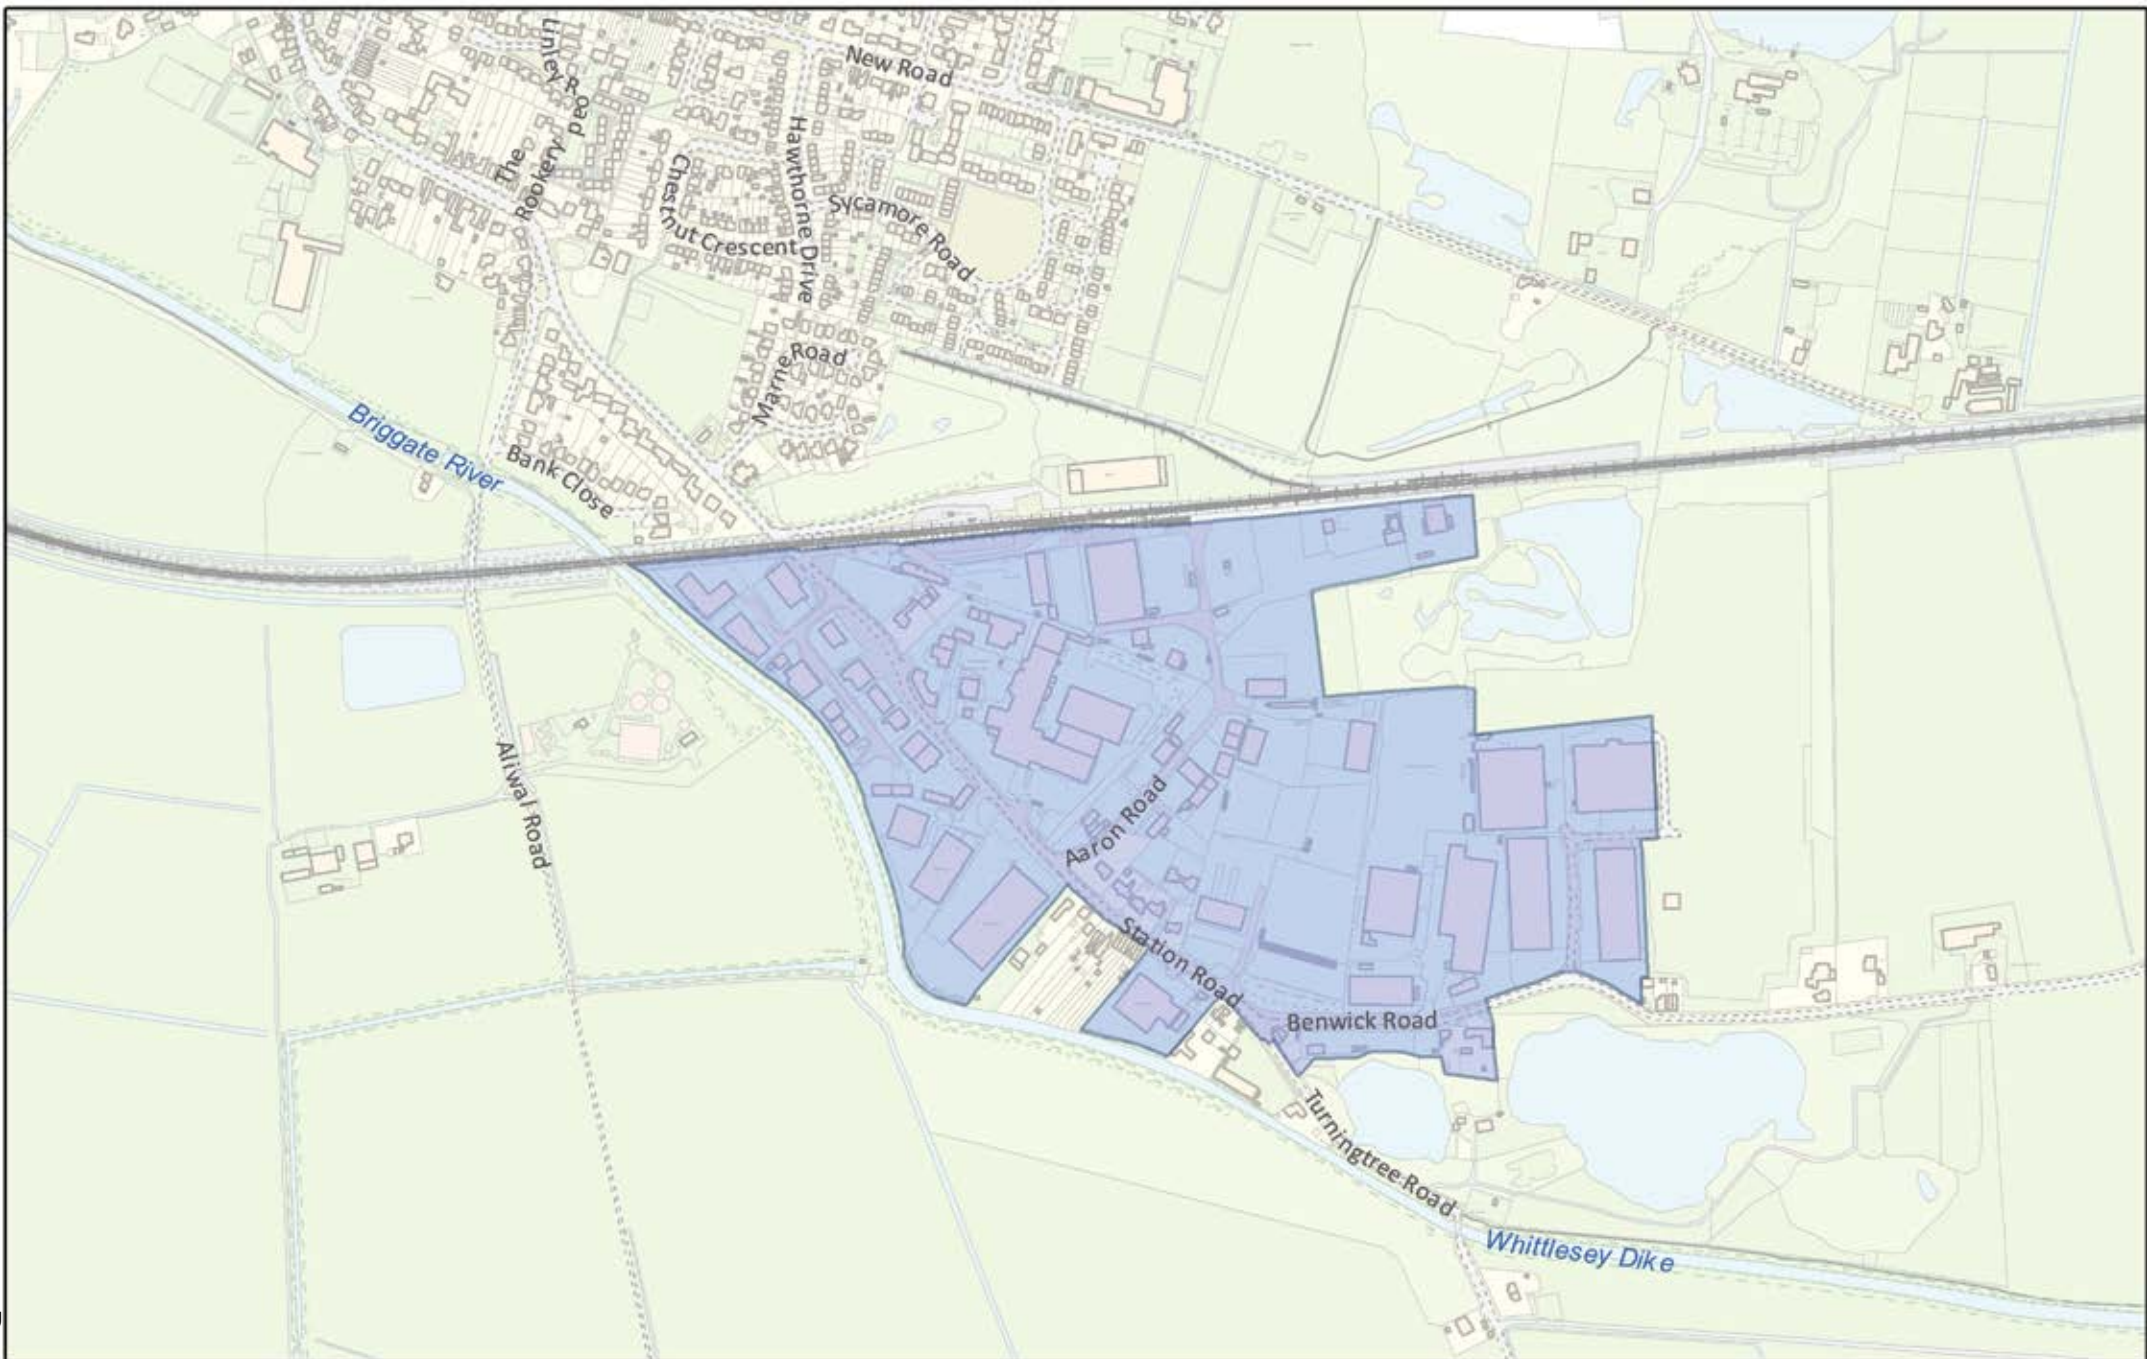 Linley Road
New Road
The
Rookery Road
Hawthorne Drive
Chestnut Crescent
Sycamore Road
Marne Road
Briggate River
Bank Close
Aliwal Road
Aaron Road
Station Road
Benwick Road
Turningtree Road
Whittlesey Dike